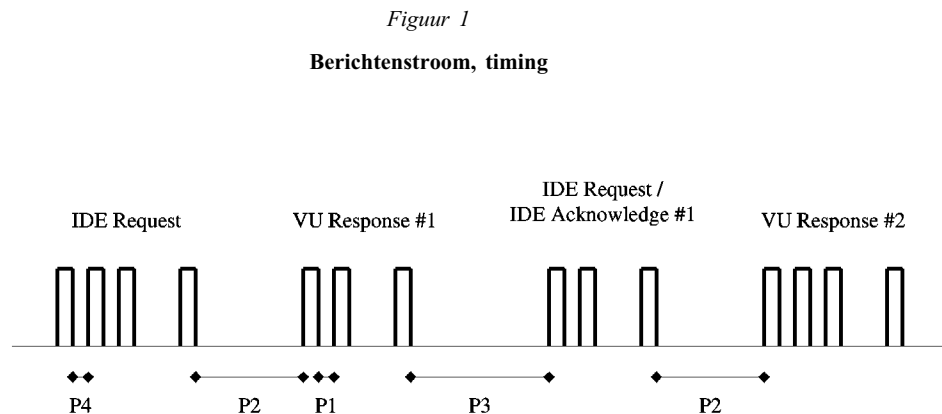 Figuur 1
Berichtenstroom, timing
IDE Request
VU Response #1
IDE Request /
IDE Acknowledge #1
VU Response #2
P4
P2
P1
P3
P2